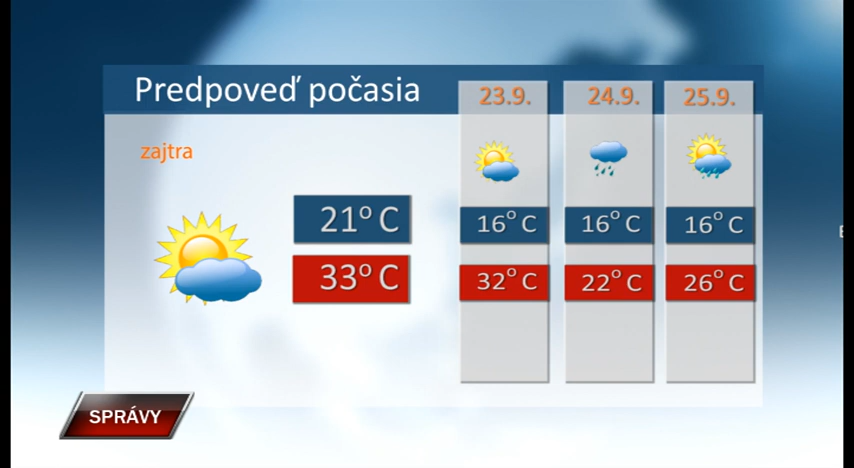 Predpoveď počasia
zajtra
21° C
33° C
23.9.
16° C
32° C
24.9.
16° C
22° C
25.9.
16° C
26° C
SPRÁVY